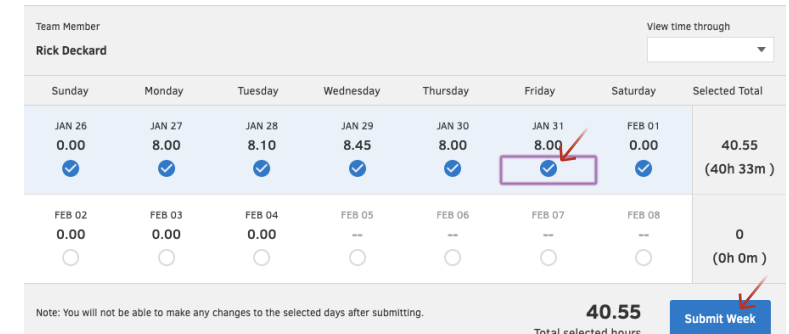 Team Member
View time through
Rick Deckard
Sunday Monday Tuesday Wednesday Thursday Friday Saturday Selected Total
JAN 26 JAN 27 JAN 28 JAN 29 JAN 30 JAN 31 FEB 01
0.00 8.00 8.10 8.45 8.00 8.00 0.00 40.55
(40h 33m )
FEB 02 FEB 03 FEB 04 FEB 05 FEB 06 FEB 07 FEB 08
0.00 0.00 0.00 -- -- -- -- 0
(0h 0m )
Note: You will not be able to make any changes to the selected days after submitting.
40.55
Submit Week
Total selected hours